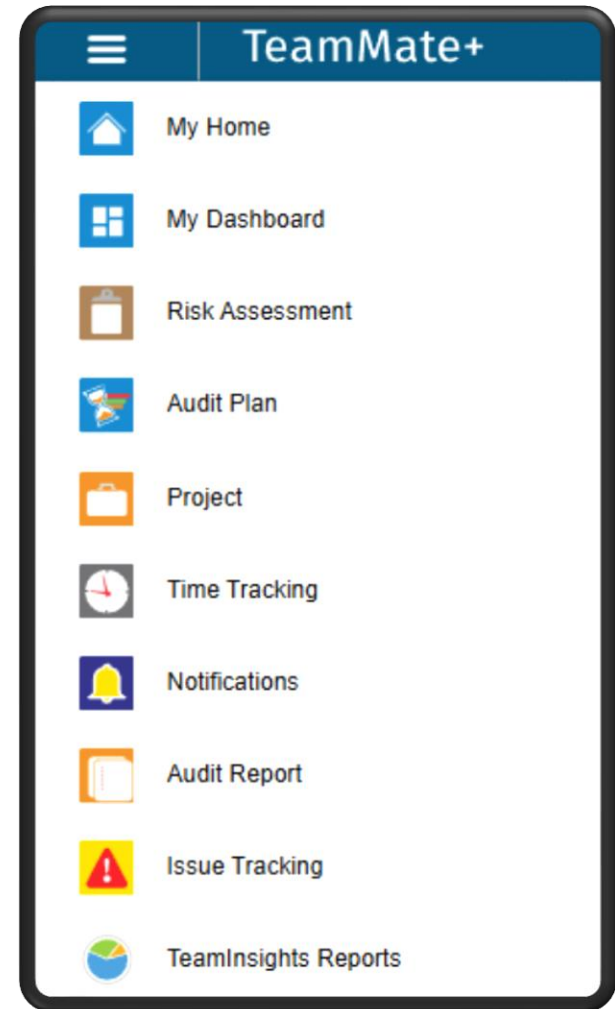 TeamMate+
My Home
My Dashboard
Risk Assessment
Audit Plan
Project
Time Tracking
Notifications
Audit Report
Issue Tracking
TeamInsights Reports